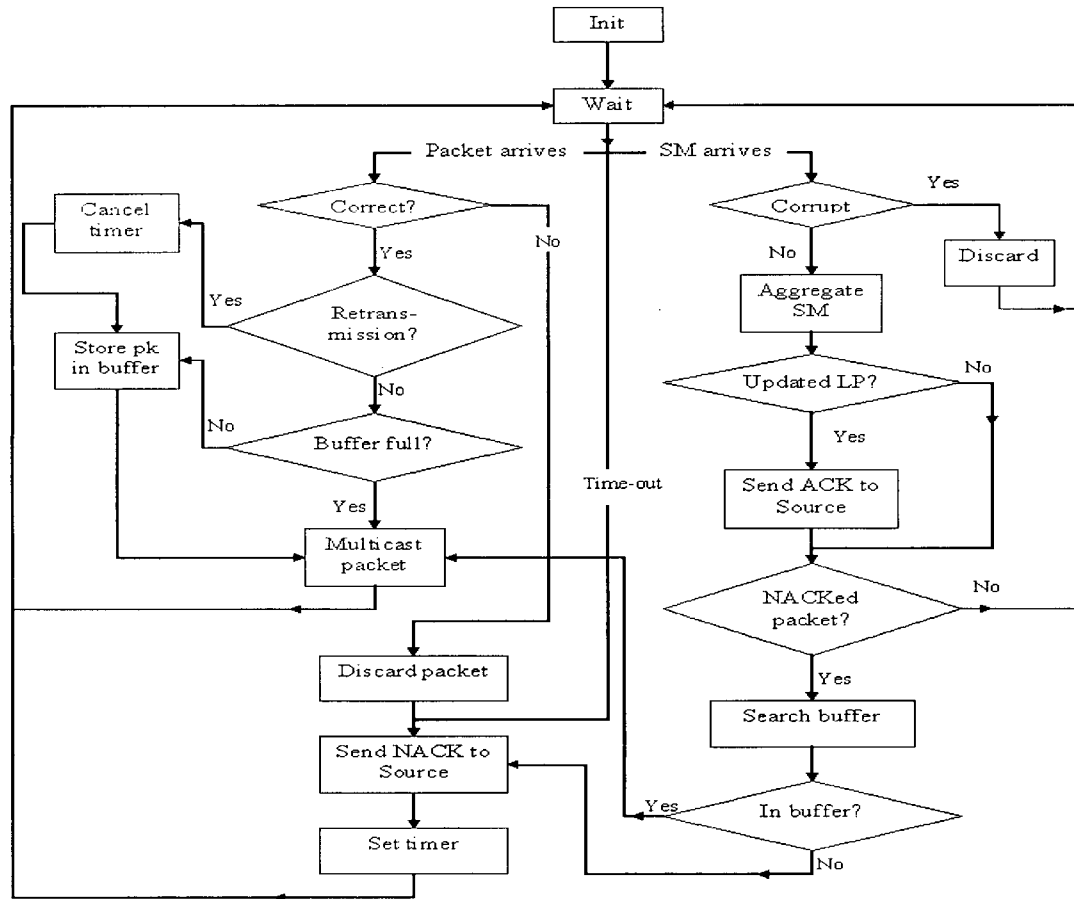 Init
Wait
Packet arrives
SM arrives
Cancel
timer
Correct?
Corrupt
Yes
No
Yes
No
Discard
Yes
Retrans-
mission?
Aggregate
SM
Store pk
in buffer
No
Updated LP?
No
No
Buffer full?
Yes
Yes
Time-out
Send ACK to
Source
Multicast
packet
NACKed
packet?
No
Discard packet
Yes
Search buffer
Send NACK to
Source
Yes
In buffer?
Set timer
No